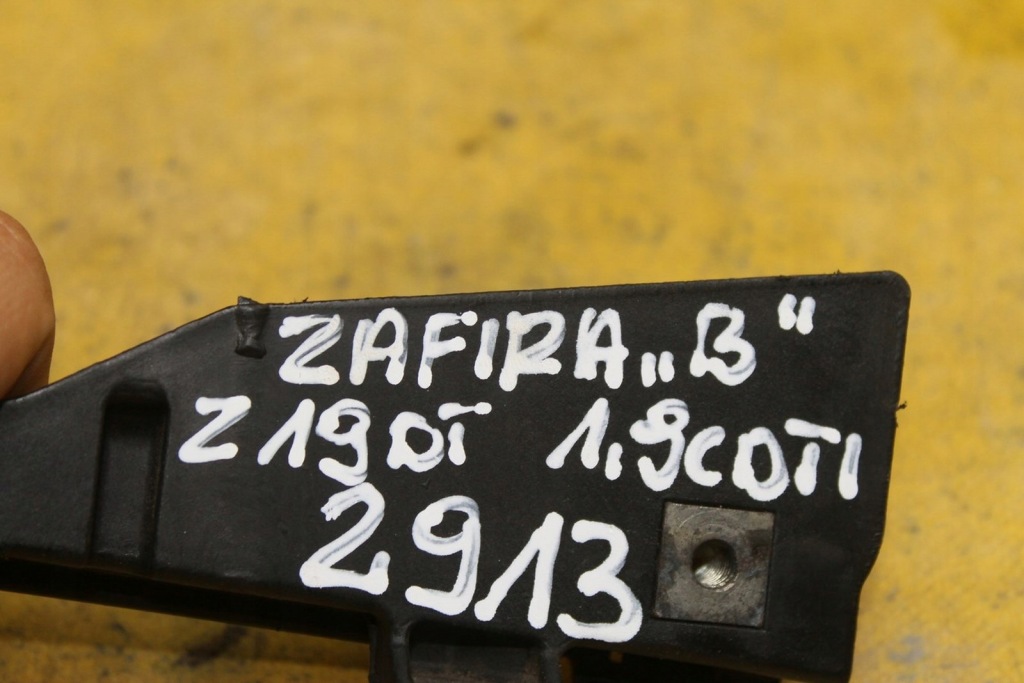 ZAFIRA „B"
Z19DT 1,9CDTI
2913